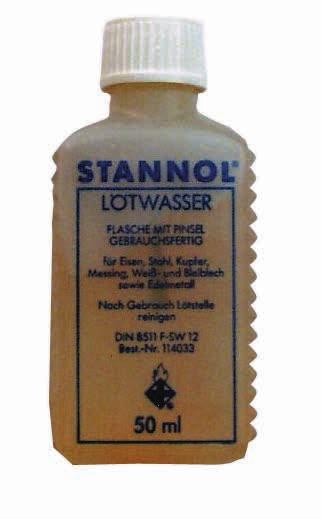 STANNOL®
LÖTWASSER
FLASCHE MIT PINSEL
GEBRAUCHSFERTIG
für Eisen, Stahl, Kupfer,
Messing, Weiß- und Bleiblech
sowie Edelmetall
Nach Gebrauch Lötstelle
reinigen
DIN 8511 F-SW 12
Best.-Nr. 114033
50 ml